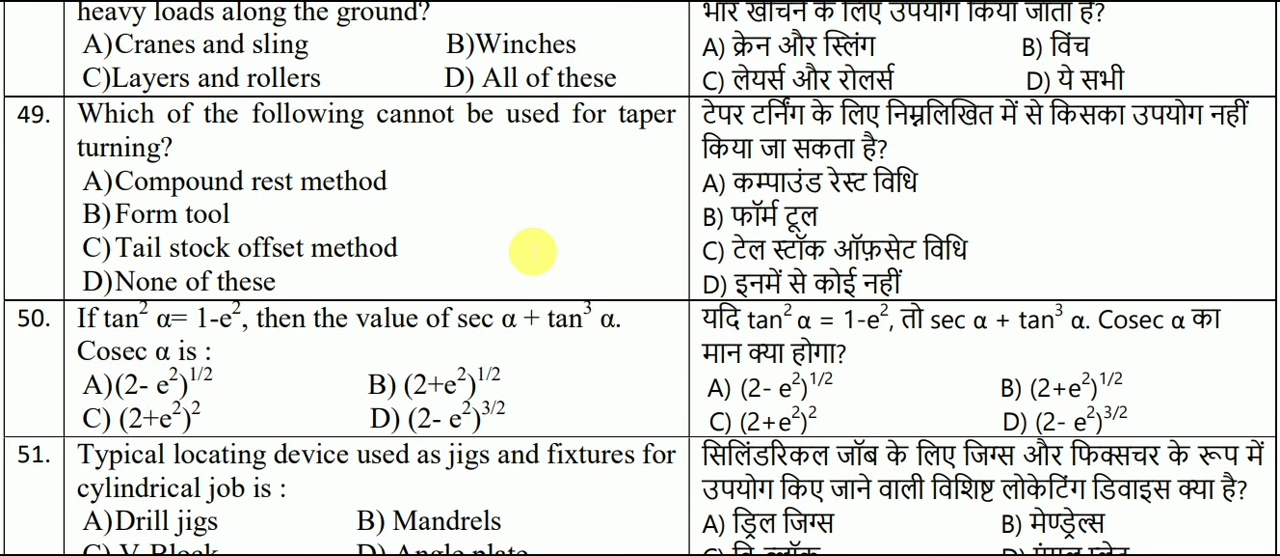 heavy loads along the ground?
A)Cranes and sling B)Winches
C)Layers and rollers D) All of these
भार खींचने के लिए उपयोग किया जाता है?
A) क्रेन और स्लिंग B) विंच
C) लेयर्स और रोलर्स D) ये सभी
49. Which of the following cannot be used for taper
turning?
A)Compound rest method
B)Form tool
C)Tail stock offset method
D)None of these
टेपर टर्निंग के लिए निम्नलिखित में से किसका उपयोग नहीं
किया जा सकता है?
A) कम्पाउंड रेस्ट विधि
B) फॉर्म टूल
C) टेल स्टॉक ऑफ़सेट विधि
D) इनमें से कोई नहीं
50. If tan² α= 1-e², then the value of sec α + tan³ α.
Cosec α is :
A)(2- e²)^1/2 B) (2+e²)^1/2
C) (2+e²)² D) (2- e²)^3/2
यदि tan² α = 1-e², तो sec α + tan³ α. Cosec α का
मान क्या होगा?
A) (2- e²)^1/2 B) (2+e²)^1/2
C) (2+e²)² D) (2- e²)^3/2
51. Typical locating device used as jigs and fixtures for
cylindrical job is :
A)Drill jigs B) Mandrels
C) V-Block D) Angle plate
सिलिंडरिकल जॉब के लिए जिग्स और फिक्सचर के रूप में
उपयोग किए जाने वाली विशिष्ट लोकेटिंग डिवाइस क्या है?
A) ड्रिल जिग्स B) मेण्ड्रेल्स